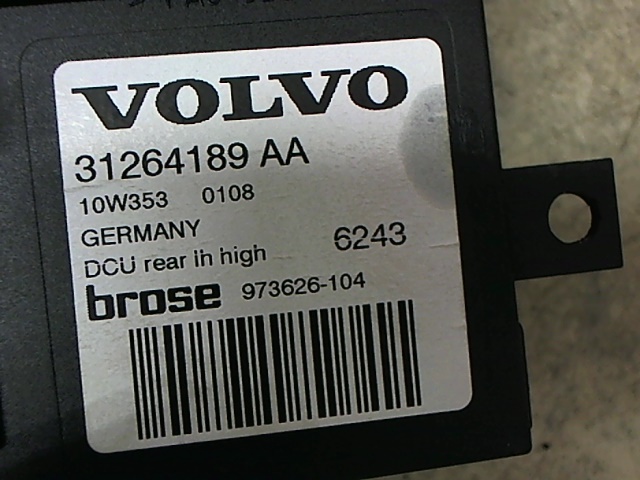 VOLVO
31264189 AA
10W353 0108
GERMANY
6243
DCU rear lh high
brose 973626-104